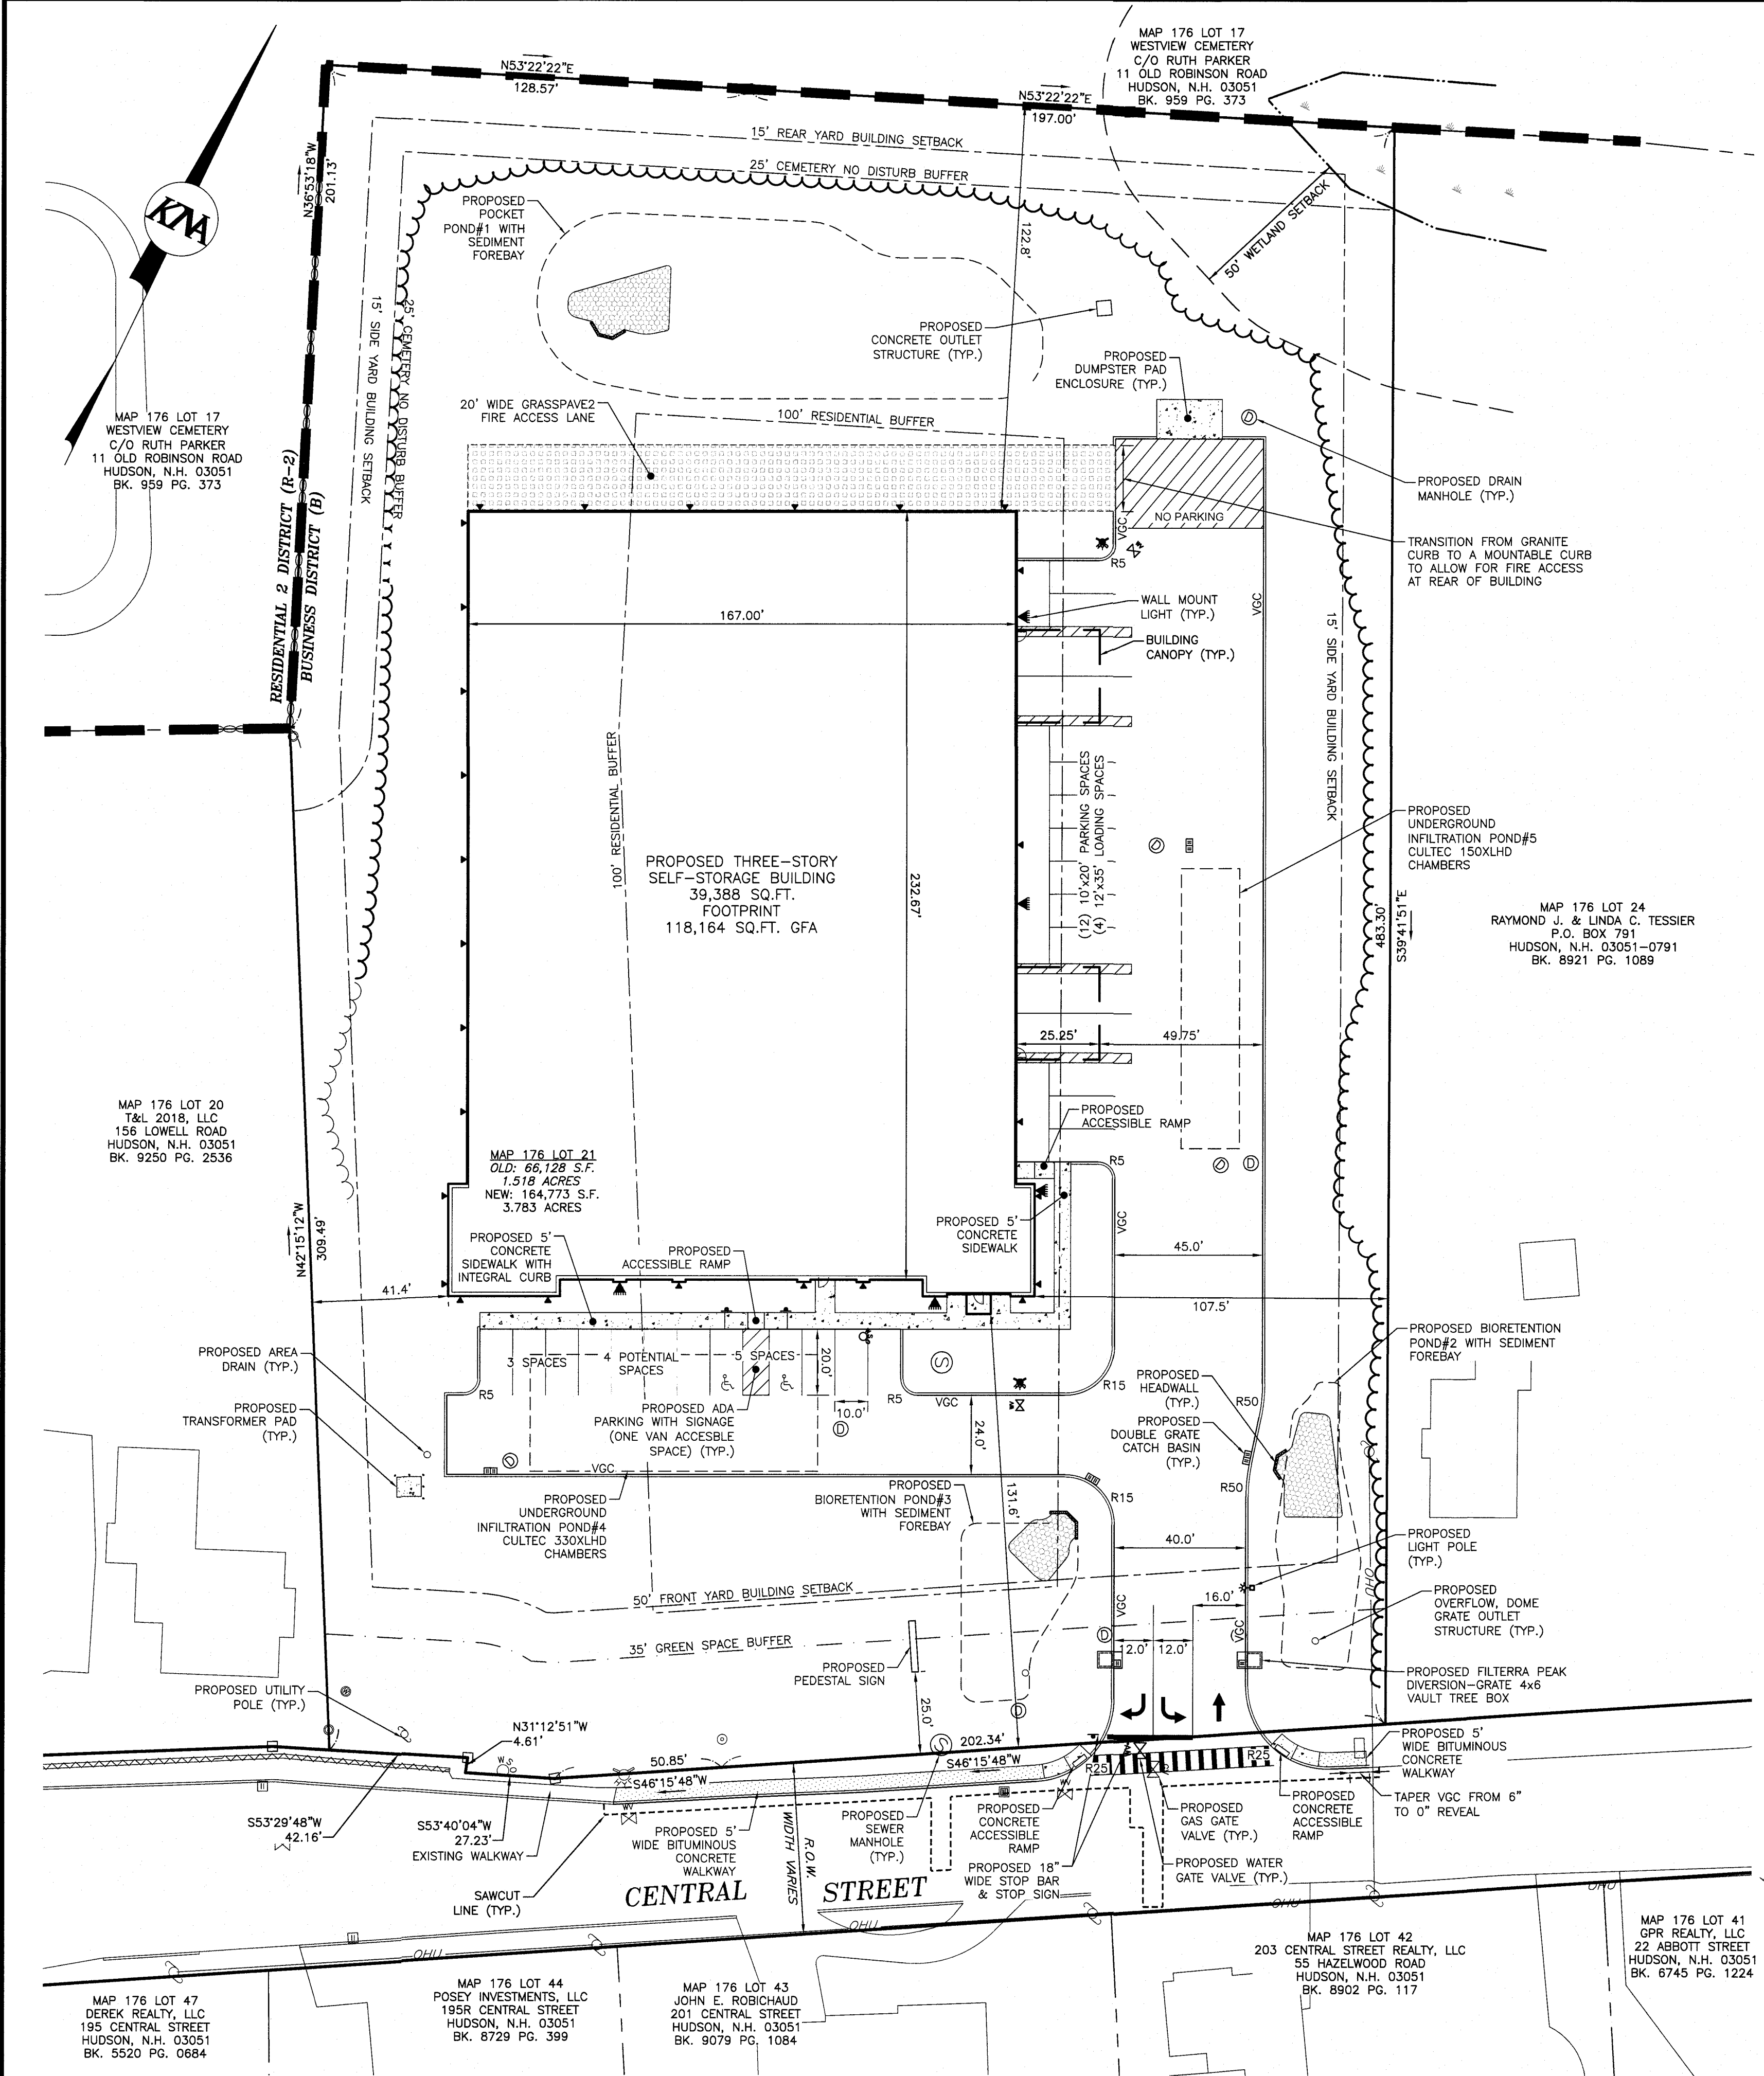 MAP 176 LOT 17
WESTVIEW CEMETERY
C/O RUTH PARKER
11 OLD ROBINSON ROAD
HUDSON, N.H. 03051
BK. 959 PG. 373
N53°22'22"E
128.57'
N53°22'22"E
197.00'
15' REAR YARD BUILDING SETBACK
25' CEMETERY NO DISTURB BUFFER
N36°53'18"W
201.13'
KNA
PROPOSED
POCKET
POND#1 WITH
SEDIMENT
FOREBAY
122.8'
50' WETLAND SETBACK
15' SIDE YARD BUILDING SETBACK
25' CEMETERY NO DISTURB BUFFER
PROPOSED
CONCRETE OUTLET
STRUCTURE (TYP.)
PROPOSED
DUMPSTER PAD
ENCLOSURE (TYP.)
20' WIDE GRASSPAVE2
FIRE ACCESS LANE
100' RESIDENTIAL BUFFER
MAP 176 LOT 17
WESTVIEW CEMETERY
C/O RUTH PARKER
11 OLD ROBINSON ROAD
HUDSON, N.H. 03051
BK. 959 PG. 373
D
PROPOSED DRAIN
MANHOLE (TYP.)
NO PARKING
VGC
R5
TRANSITION FROM GRANITE
CURB TO A MOUNTABLE CURB
TO ALLOW FOR FIRE ACCESS
AT REAR OF BUILDING
RESIDENTIAL 2 DISTRICT (R-2)
BUSINESS DISTRICT (B)
167.00'
WALL MOUNT
LIGHT (TYP.)
VGC
BUILDING
CANOPY (TYP.)
15' SIDE YARD BUILDING SETBACK
100' RESIDENTIAL BUFFER
(12) 10'x20' PARKING SPACES
(4) 12'x35' LOADING SPACES
PROPOSED
UNDERGROUND
INFILTRATION POND#5
CULTEC 150XLHD
CHAMBERS
D
PROPOSED THREE-STORY
SELF-STORAGE BUILDING
39,388 SQ.FT.
FOOTPRINT
118,164 SQ.FT. GFA
232.67'
483.30'
S39°41'51"E
MAP 176 LOT 24
RAYMOND J. & LINDA C. TESSIER
P.O. BOX 791
HUDSON, N.H. 03051-0791
BK. 8921 PG. 1089
25.25'
49.75'
MAP 176 LOT 20
T&L 2018, LLC
156 LOWELL ROAD
HUDSON, N.H. 03051
BK. 9250 PG. 2536
PROPOSED
ACCESSIBLE RAMP
MAP 176 LOT 21
OLD: 66,128 S.F.
1.518 ACRES
NEW: 164,773 S.F.
3.783 ACRES
R5
D
D
VGC
N42°15'12"W
309.49'
PROPOSED 5'
CONCRETE
SIDEWALK WITH
INTEGRAL CURB
PROPOSED
ACCESSIBLE RAMP
PROPOSED 5'
CONCRETE
SIDEWALK
45.0'
41.4'
107.5'
PROPOSED AREA
DRAIN (TYP.)
3 SPACES
4 POTENTIAL
SPACES
5 SPACES
20.0'
S
PROPOSED BIORETENTION
POND#2 WITH SEDIMENT
FOREBAY
R5
R5
R15
PROPOSED
HEADWALL
(TYP.)
R50
PROPOSED
TRANSFORMER PAD
(TYP.)
PROPOSED ADA
PARKING WITH SIGNAGE
(ONE VAN ACCESBLE
SPACE) (TYP.)
10.0'
D
VGC
24.0'
PROPOSED
DOUBLE GRATE
CATCH BASIN
(TYP.)
D
VGC
PROPOSED
UNDERGROUND
INFILTRATION POND#4
CULTEC 330XLHD
CHAMBERS
PROPOSED
BIORETENTION POND#3
WITH SEDIMENT
FOREBAY
131.6'
R15
R50
40.0'
PROPOSED
LIGHT POLE
(TYP.)
OHU
50' FRONT YARD BUILDING SETBACK
VGC
16.0'
VGC
PROPOSED
OVERFLOW, DOME
GRATE OUTLET
STRUCTURE (TYP.)
35' GREEN SPACE BUFFER
D
12.0'
12.0'
PROPOSED
PEDESTAL SIGN
PROPOSED FILTERRA PEAK
DIVERSION-GRATE 4x6
VAULT TREE BOX
PROPOSED UTILITY
POLE (TYP.)
25.0'
D
N31°12'51"W
4.61'
50.85'
S46°15'48"W
S
202.34'
S46°15'48"W
R25
R25
PROPOSED 5'
WIDE BITUMINOUS
CONCRETE
WALKWAY
S53°29'48"W
42.16'
S53°40'04"W
27.23'
EXISTING WALKWAY
PROPOSED 5'
WIDE BITUMINOUS
CONCRETE
WALKWAY
R.O.W.
WIDTH VARIES
PROPOSED
SEWER
MANHOLE
(TYP.)
PROPOSED
CONCRETE
ACCESSIBLE
RAMP
PROPOSED
GAS GATE
VALVE (TYP.)
PROPOSED
CONCRETE
ACCESSIBLE
RAMP
TAPER VGC FROM 6"
TO 0" REVEAL
SAWCUT
LINE (TYP.)
PROPOSED 18"
WIDE STOP BAR
& STOP SIGN
PROPOSED WATER
GATE VALVE (TYP.)
CENTRAL STREET
OHU
OHU
OHU
OHU
MAP 176 LOT 47
DEREK REALTY, LLC
195 CENTRAL STREET
HUDSON, N.H. 03051
BK. 5520 PG. 0684
MAP 176 LOT 44
POSEY INVESTMENTS, LLC
195R CENTRAL STREET
HUDSON, N.H. 03051
BK. 8729 PG. 399
MAP 176 LOT 43
JOHN E. ROBICHAUD
201 CENTRAL STREET
HUDSON, N.H. 03051
BK. 9079 PG. 1084
MAP 176 LOT 42
203 CENTRAL STREET REALTY, LLC
55 HAZELWOOD ROAD
HUDSON, N.H. 03051
BK. 8902 PG. 117
MAP 176 LOT 41
GPR REALTY, LLC
22 ABBOTT STREET
HUDSON, N.H. 03051
BK. 6745 PG. 1224